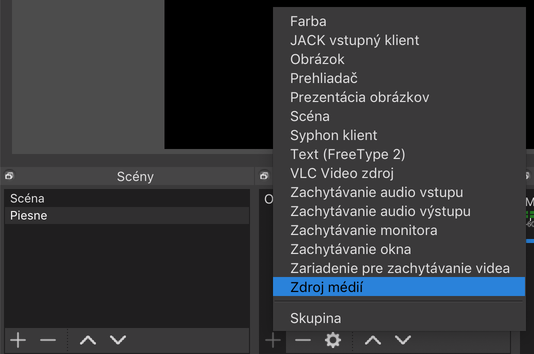 Farba
JACK vstupný klient
Obrázok
Prehliadač
Prezentácia obrázkov
Scéna
Syphon klient
Text (FreeType 2)
VLC Video zdroj
Zachytávanie audio vstupu
Zachytávanie audio výstupu
Zachytávanie monitora
Zachytávanie okna
Zariadenie pre zachytávanie videa
Zdroj médií
Skupina
Scény
Scéna
Piesne